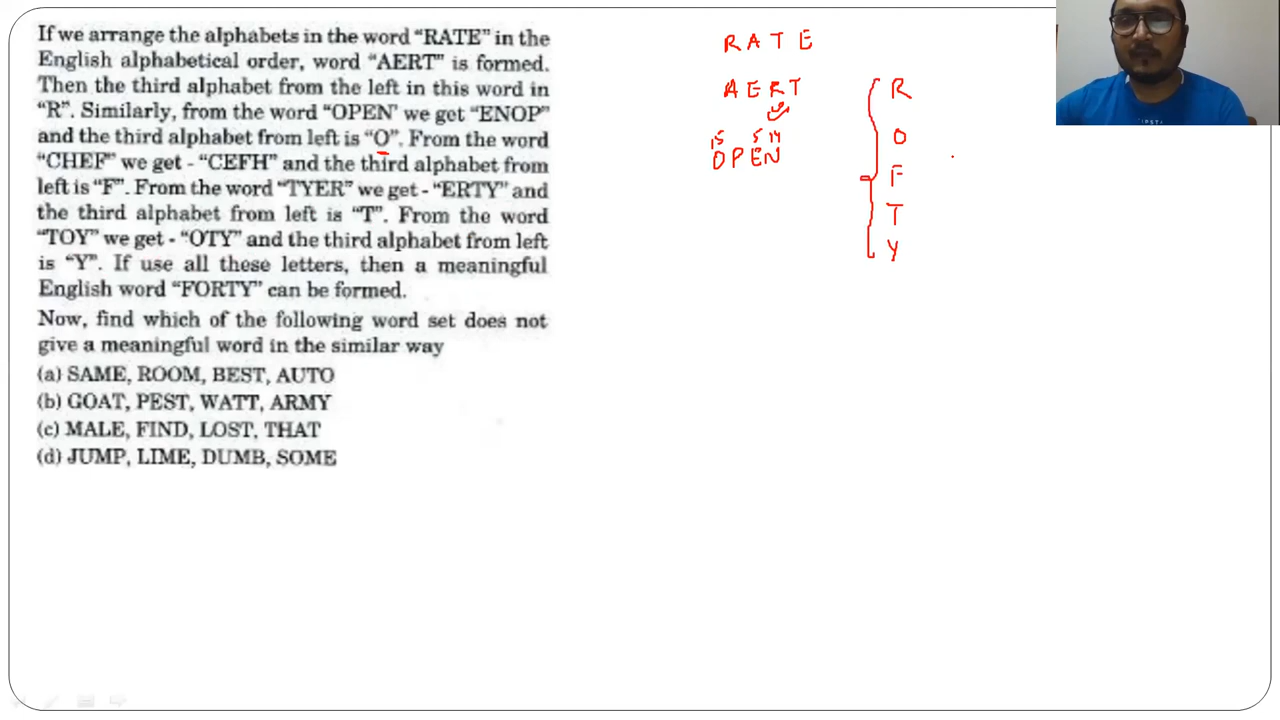 If we arrange the alphabets in the word “RATE” in the
English alphabetical order, word “AERT” is formed.
Then the third alphabet from the left in this word in
“R”. Similarly, from the word “OPEN’ we get “ENOP”
and the third alphabet from left is “O”. From the word
“CHEF” we get - “CEFH” and the third alphabet from
left is “F”. From the word “TYER” we get - “ERTY” and
the third alphabet from left is “T”. From the word
“TOY” we get - “OTY” and the third alphabet from left
is “Y”. If use all these letters, then a meaningful
English word “FORTY” can be formed.
Now, find which of the following word set does not
give a meaningful word in the similar way
(a) SAME, ROOM, BEST, AUTO
(b) GOAT, PEST, WATT, ARMY
(c) MALE, FIND, LOST, THAT
(d) JUMP, LIME, DUMB, SOME
RATE
AERT
15 5 14
OPEN
R
O
F
T
Y